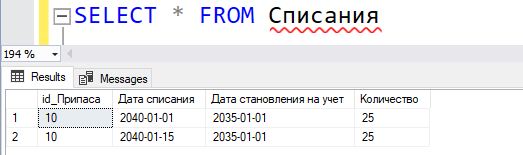 SELECT * FROM Списания
194 %
Results Messages
id_Припаса Дата списания Дата становления на учет Количество
1 10 2040-01-01 2035-01-01 25
2 10 2040-01-15 2035-01-01 25